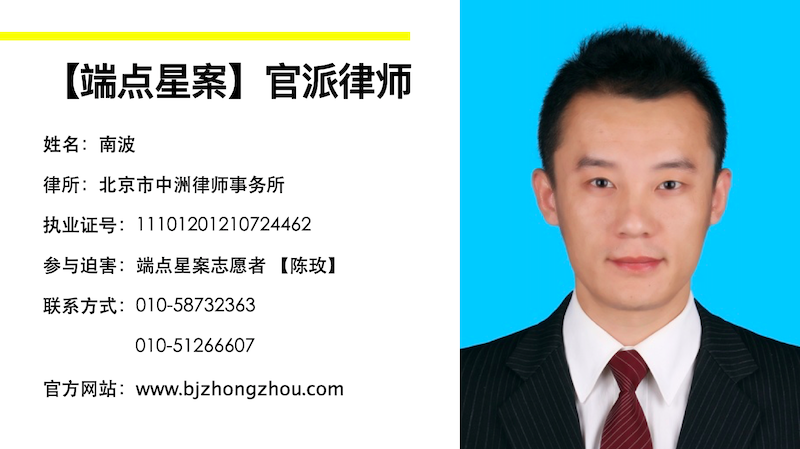 【端点星案】官派律师
姓名：南波
律所：北京市中洲律师事务所
执业证号：11101201210724462
参与迫害：端点星案志愿者 【陈玫】
联系方式：010-58732363
010-51266607
官方网站：www.bjzhongzhou.com